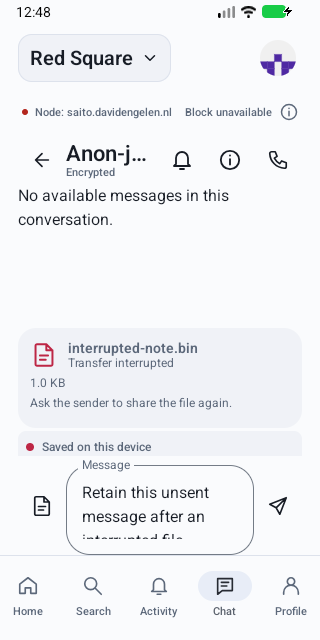 12:48
Red Square
Node: saito.davidengelen.nl Block unavailable
Anon-j...
Encrypted
No available messages in this
conversation.
interrupted-note.bin
Transfer interrupted
1.0 KB
Ask the sender to share the file again.
Saved on this device
Message
Retain this unsent
message after an
interrupted file
Home Search Activity Chat Profile